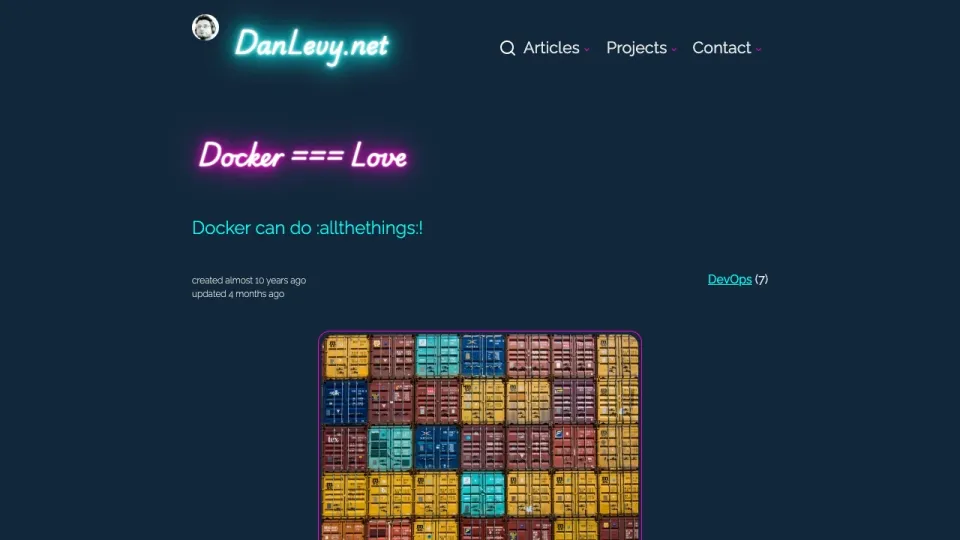 DanLevy.net
Articles
Projects
Contact
Docker === Love
Docker can do :allthethings:!
created almost 10 years ago
updated 4 months ago
DevOps (7)